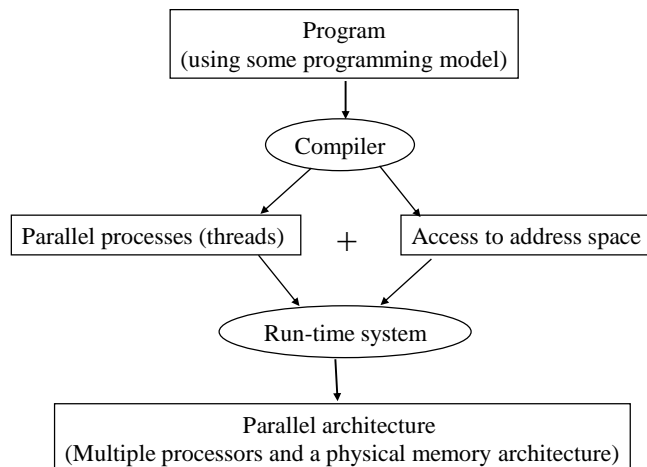 Program
(using some programming model)
Compiler
Parallel processes (threads)
+
Access to address space
Run-time system
Parallel architecture
(Multiple processors and a physical memory architecture)